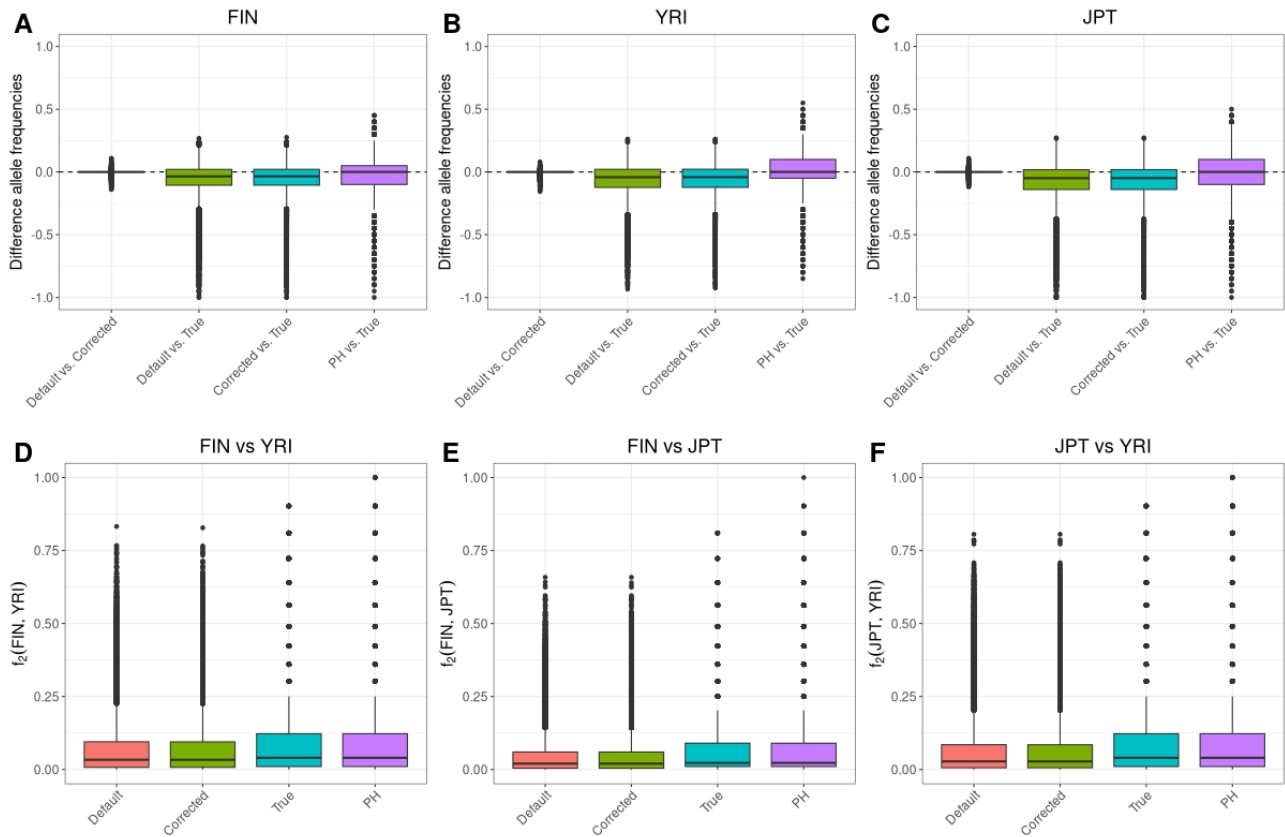 A
FIN
Difference allele frequencies
1.0
0.5
0.0
-0.5
-1.0
Default vs. Corrected
Default vs. True
Corrected vs. True
PH vs. True
B
YRI
Difference allele frequencies
1.0
0.5
0.0
-0.5
-1.0
Default vs. Corrected
Default vs. True
Corrected vs. True
PH vs. True
C
JPT
Difference allele frequencies
1.0
0.5
0.0
-0.5
-1.0
Default vs. Corrected
Default vs. True
Corrected vs. True
PH vs. True
D
FIN vs YRI
f₂(FIN, YRI)
1.00
0.75
0.50
0.25
0.00
Default
Corrected
True
PH
E
FIN vs JPT
f₂(FIN, JPT)
1.00
0.75
0.50
0.25
0.00
Default
Corrected
True
PH
F
JPT vs YRI
f₂(JPT, YRI)
1.00
0.75
0.50
0.25
0.00
Default
Corrected
True
PH